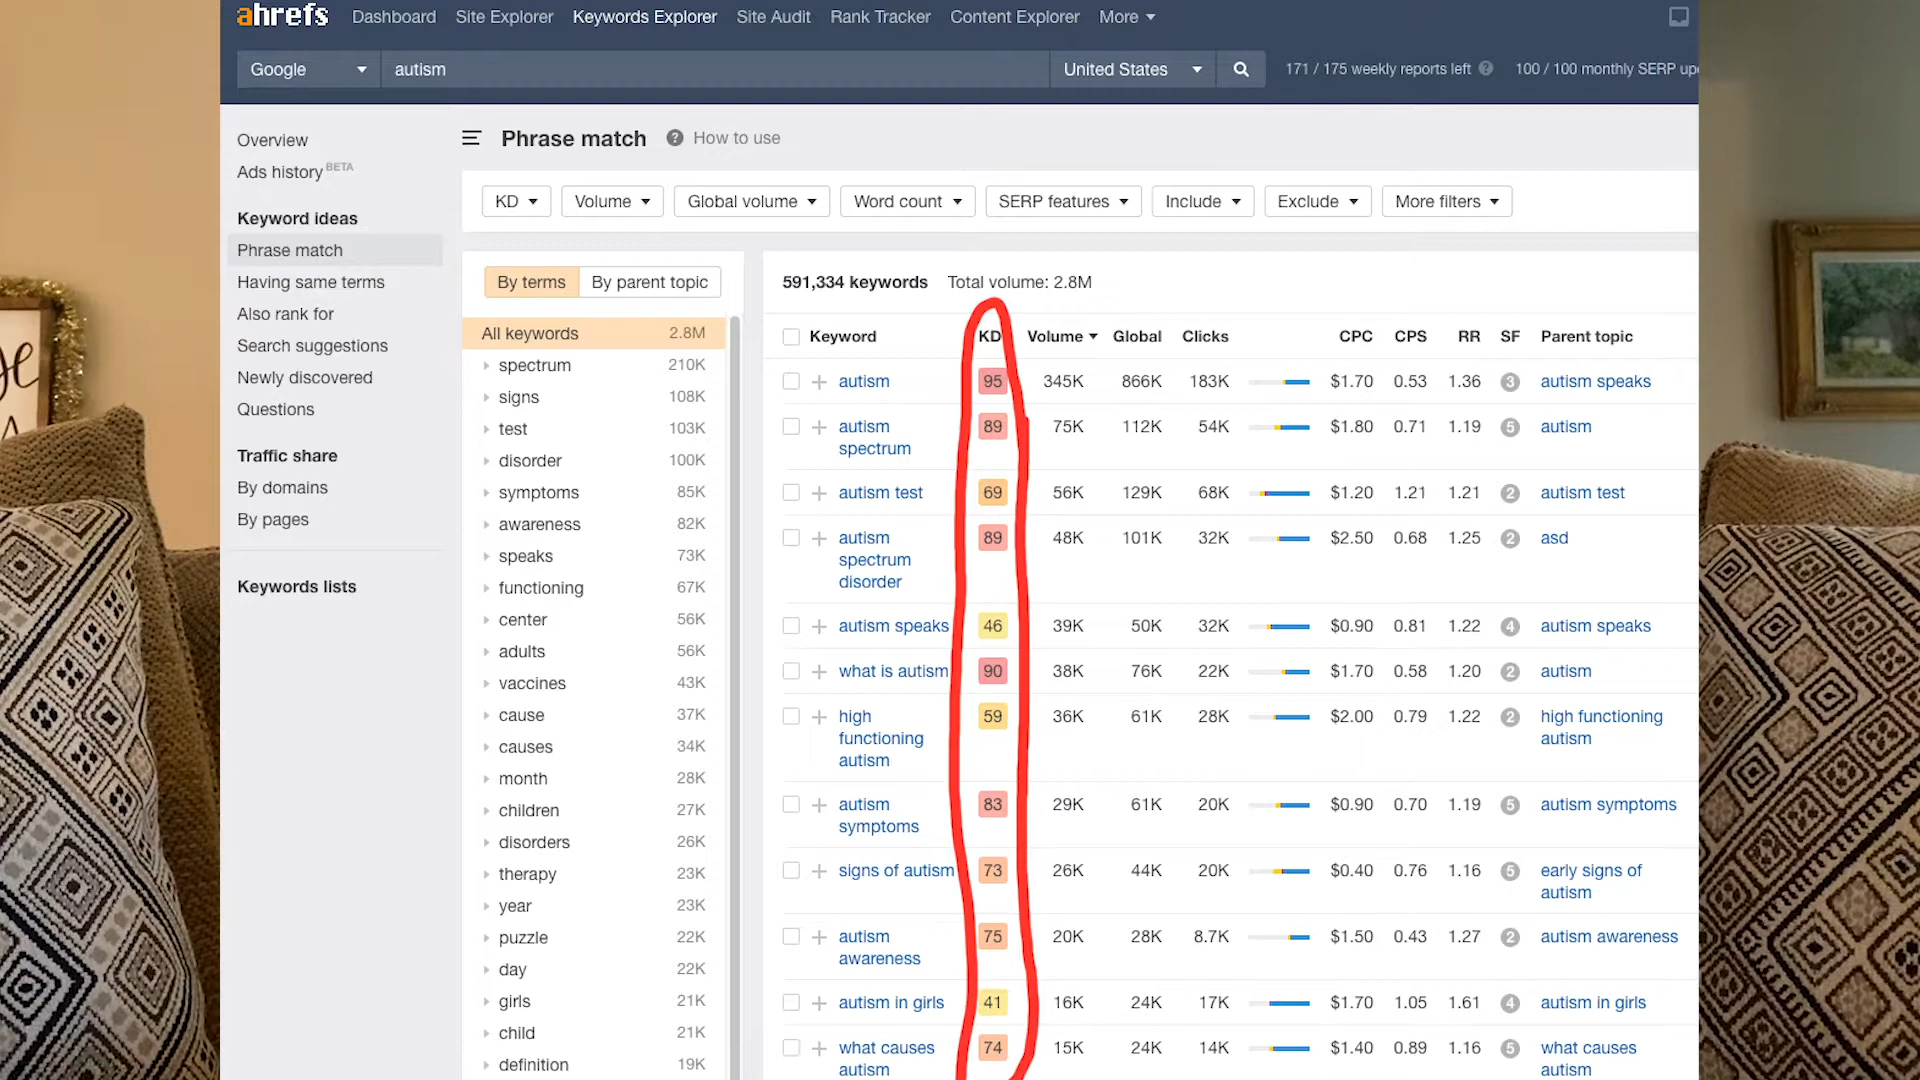 ahrefs Dashboard Site Explorer Keywords Explorer Site Audit Rank Tracker Content Explorer More
Google autism United States 171 / 175 weekly reports left 100 / 100 monthly SERP
Overview
Ads history BETA
Keyword ideas
Phrase match
Having same terms
Also rank for
Search suggestions
Newly discovered
Questions
Traffic share
By domains
By pages
Keywords lists
Phrase match How to use
KD Volume Global volume Word count SERP features Include Exclude More filters
By terms By parent topic
All keywords 2.8M
spectrum 210K
signs 108K
test 103K
disorder 100K
symptoms 85K
awareness 82K
speaks 73K
functioning 67K
center 56K
adults 56K
vaccines 43K
cause 37K
causes 34K
month 28K
children 27K
disorders 26K
therapy 23K
year 23K
puzzle 22K
day 22K
girls 21K
child 21K
definition 19K
591,334 keywords Total volume: 2.8M
Keyword KD Volume Global Clicks CPC CPS RR SF Parent topic
autism 95 345K 866K 183K $1.70 0.53 1.36 3 autism speaks
autism 89 75K 112K 54K $1.80 0.71 1.19 5 autism
spectrum
autism test 69 56K 129K 68K $1.20 1.21 1.21 2 autism test
autism 89 48K 101K 32K $2.50 0.68 1.25 2 asd
spectrum
disorder
autism speaks 46 39K 50K 32K $0.90 0.81 1.22 4 autism speaks
what is autism 90 38K 76K 22K $1.70 0.58 1.20 2 autism
high 59 36K 61K 28K $2.00 0.79 1.22 2 high functioning
functioning autism
autism
autism 83 29K 61K 20K $0.90 0.70 1.19 5 autism symptoms
symptoms
signs of autism 73 26K 44K 20K $0.40 0.76 1.16 5 early signs of
autism
autism 75 20K 28K 8.7K $1.50 0.43 1.27 2 autism awareness
awareness
autism in girls 41 16K 24K 17K $1.70 1.05 1.61 4 autism in girls
what causes 74 15K 24K 14K $1.40 0.89 1.16 5 what causes
autism autism